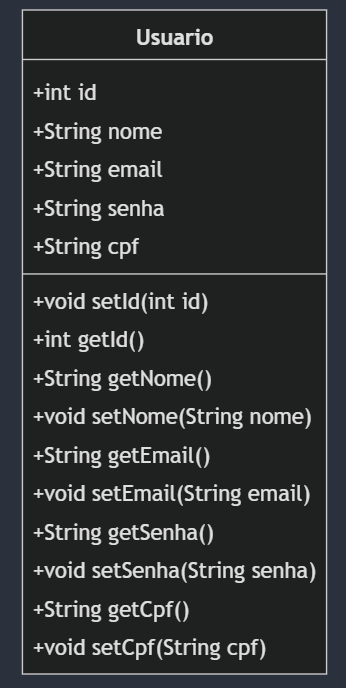 Usuario
+int id
+String nome
+String email
+String senha
+String cpf
+void setId(int id)
+int getId()
+String getNome()
+void setNome(String nome)
+String getEmail()
+void setEmail(String email)
+String getSenha()
+void setSenha(String senha)
+String getCpf()
+void setCpf(String cpf)